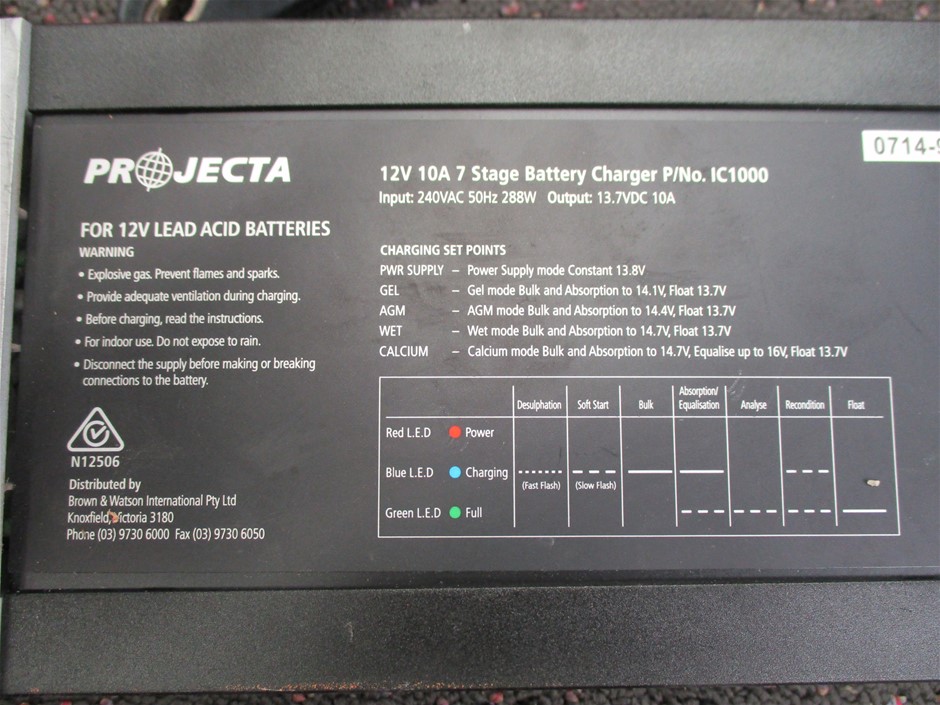 PROJECTA
FOR 12V LEAD ACID BATTERIES
WARNING
• Explosive gas. Prevent flames and sparks.
• Provide adequate ventilation during charging.
• Before charging, read the instructions.
• For indoor use. Do not expose to rain.
• Disconnect the supply before making or breaking
connections to the battery.
N12506
Distributed by
Brown & Watson International Pty Ltd
Knoxfield, Victoria 3180
Phone (03) 9730 6000 Fax (03) 9730 6050
0714-
12V 10A 7 Stage Battery Charger P/No. IC1000
Input: 240VAC 50Hz 288W Output: 13.7VDC 10A
CHARGING SET POINTS
PWR SUPPLY – Power Supply mode Constant 13.8V
GEL – Gel mode Bulk and Absorption to 14.1V, Float 13.7V
AGM – AGM mode Bulk and Absorption to 14.4V, Float 13.7V
WET – Wet mode Bulk and Absorption to 14.7V, Float 13.7V
CALCIUM – Calcium mode Bulk and Absorption to 14.7V, Equalise up to 16V, Float 13.7V
Desulphation Soft Start Bulk Absorption/ Equalisation Analyse Recondition Float
Red L.E.D Power
Blue L.E.D Charging (Fast Flash) (Slow Flash)
Green L.E.D Full